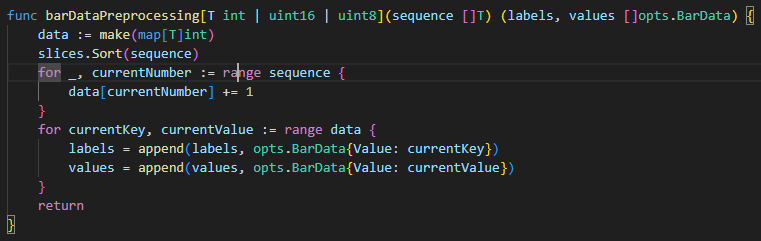 func barDataPreprocessing[T int | uint16 | uint8](sequence []T) (labels, values []opts.BarData) {
    data := make(map[T]int)
    slices.Sort(sequence)
    for _, currentNumber := range sequence {
        data[currentNumber] += 1
    }
    for currentKey, currentValue := range data {
        labels = append(labels, opts.BarData{Value: currentKey})
        values = append(values, opts.BarData{Value: currentValue})
    }
    return
}